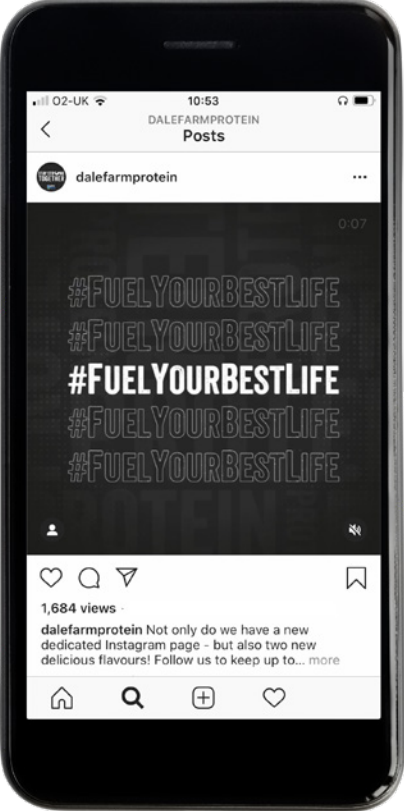 O2-UK
10:53
DALEFARMPROTEIN
Posts
TOGETHER
dalefarmprotein
0:07
#FUELYOURBESTLIFE
#FUELYOURBESTLIFE
#FUELYOURBESTLIFE
#FUELYOURBESTLIFE
#FUELYOURBESTLIFE
1,684 views
dalefarmprotein Not only do we have a new
dedicated Instagram page - but also two new
delicious flavours! Follow us to keep up to... more